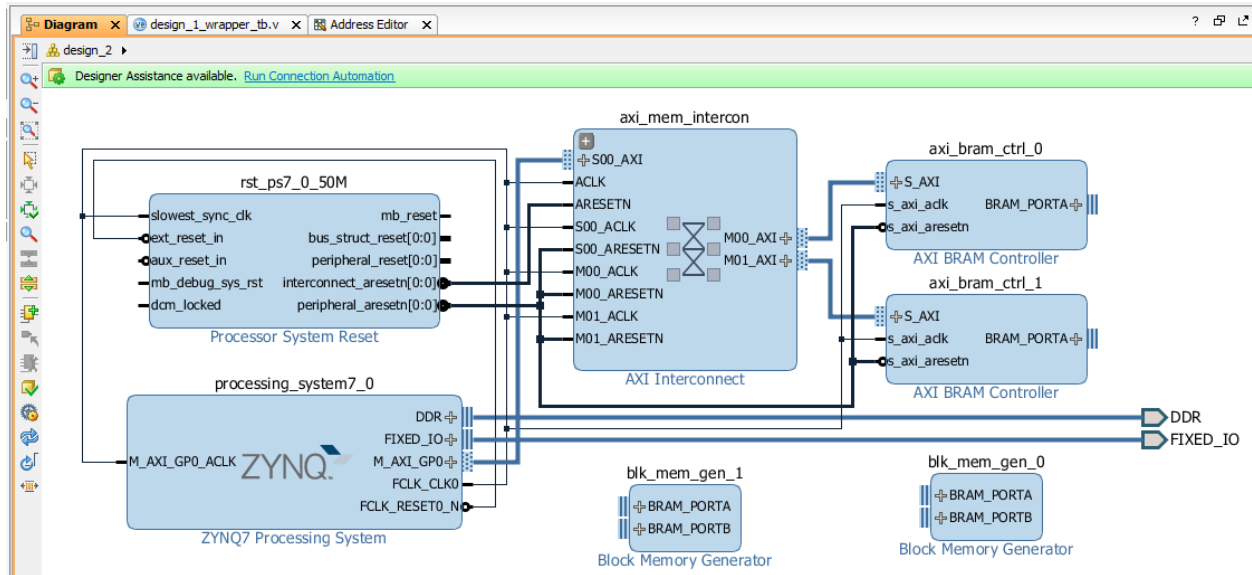 Diagram
design_1_wrapper_tb.v
Address Editor
?
design_2
Designer Assistance available. Run Connection Automation
rst_ps7_0_50M
slowest_sync_clk
ext_reset_in
aux_reset_in
mb_debug_sys_rst
dcm_locked
mb_reset
bus_struct_reset[0:0]
peripheral_reset[0:0]
interconnect_aresetn[0:0]
peripheral_aresetn[0:0]
Processor System Reset
axi_mem_intercon
S00_AXI
ACLK
ARESETN
S00_ACLK
S00_ARESETN
M00_ACLK
M00_ARESETN
M01_ACLK
M01_ARESETN
M00_AXI
M01_AXI
AXI Interconnect
axi_bram_ctrl_0
S_AXI
s_axi_aclk
s_axi_aresetn
BRAM_PORTA
AXI BRAM Controller
axi_bram_ctrl_1
S_AXI
s_axi_aclk
s_axi_aresetn
BRAM_PORTA
AXI BRAM Controller
processing_system7_0
M_AXI_GP0_ACLK
ZYNQ
DDR
FIXED_IO
M_AXI_GP0
FCLK_CLK0
FCLK_RESET0_N
ZYNQ7 Processing System
DDR
FIXED_IO
blk_mem_gen_1
BRAM_PORTA
BRAM_PORTB
Block Memory Generator
blk_mem_gen_0
BRAM_PORTA
BRAM_PORTB
Block Memory Generator